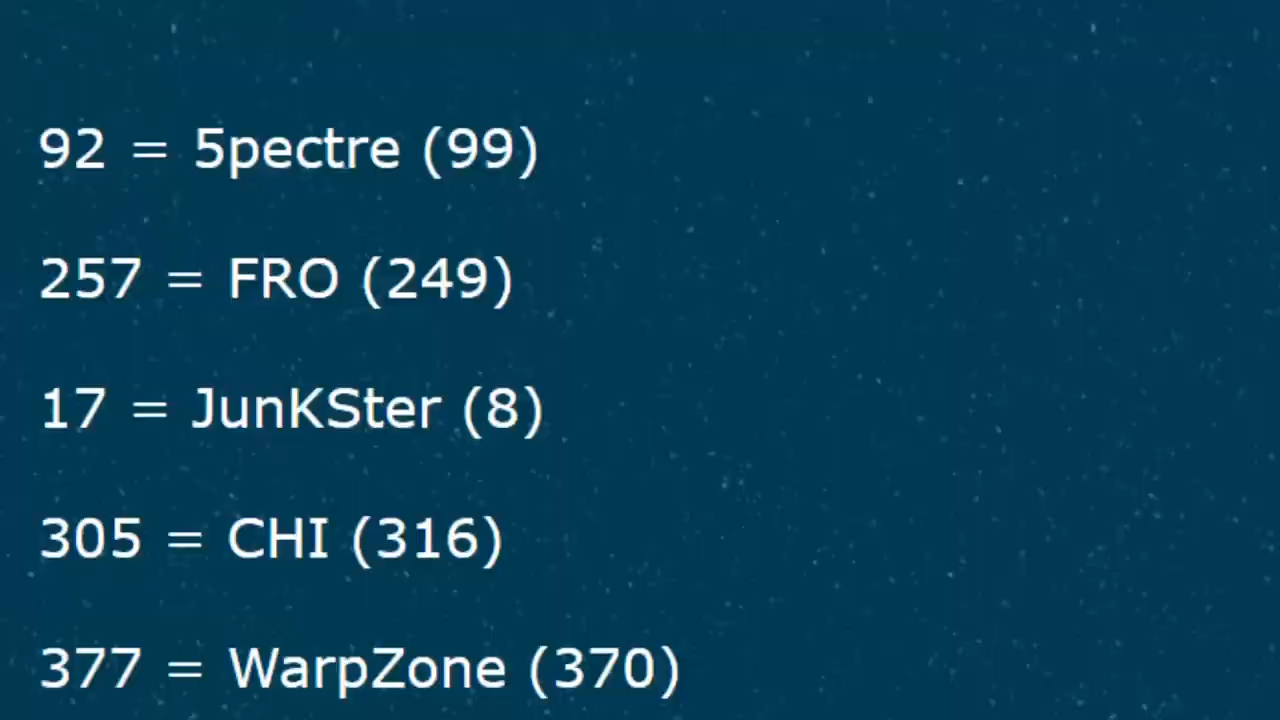 92 = 5pectre (99)
257 = FRO (249)
17 = JunKSter (8)
305 = CHI (316)
377 = WarpZone (370)